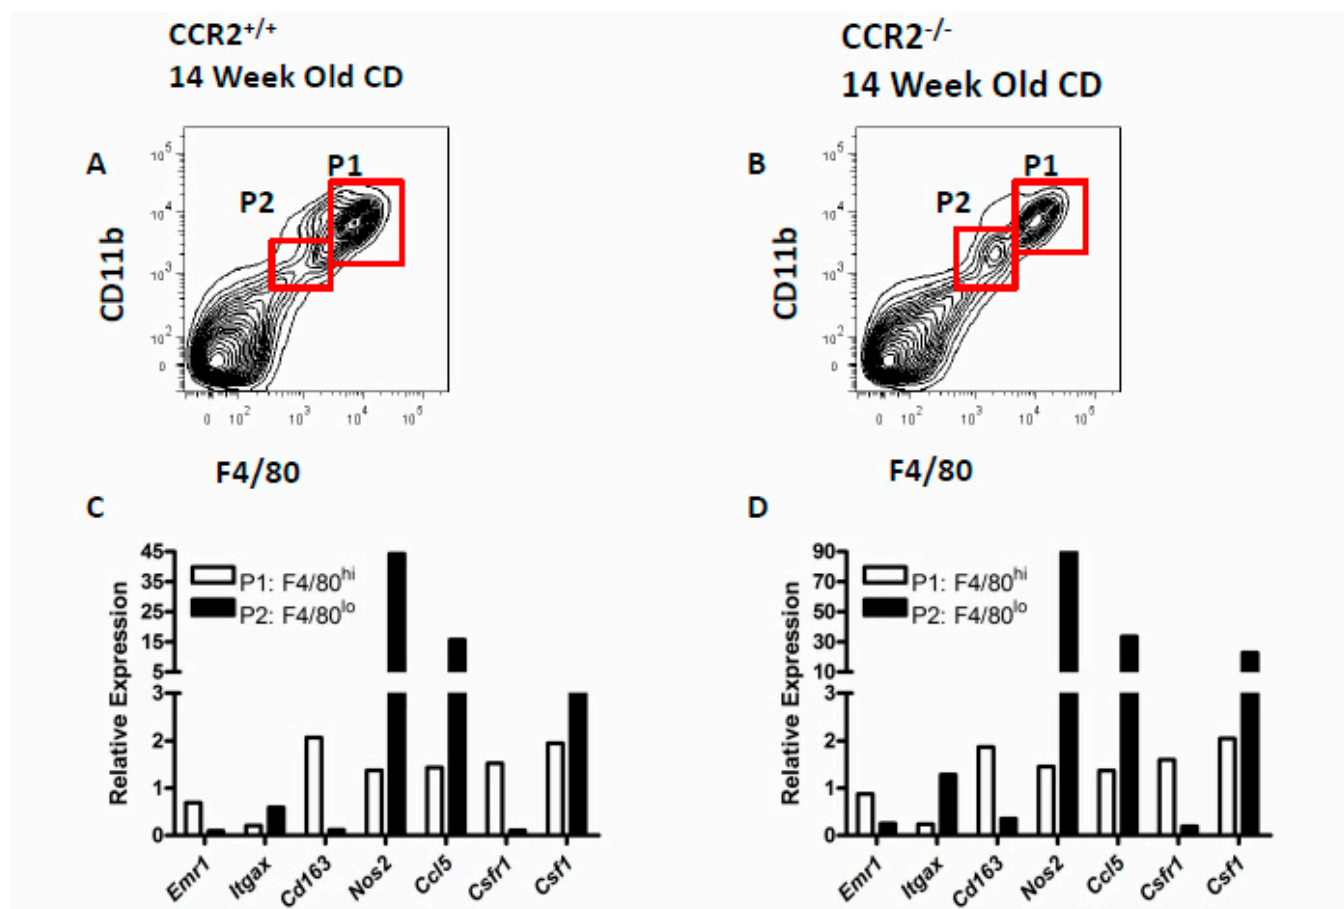 CCR2+/+
14 Week Old CD
CCR2-/-
14 Week Old CD
A
P1
P2
CD11b
10^5
10^4
10^3
10^2
0
0 10^2 10^3 10^4 10^5
F4/80
B
P1
P2
CD11b
10^5
10^4
10^3
10^2
0
0 10^2 10^3 10^4 10^5
F4/80
C
Relative Expression
45
35
25
15
5
3
2
1
0
P1: F4/80hi
P2: F4/80lo
Emr1 Itgax Cd163 Nos2 Ccl5 Csfr1 Csf1
D
Relative Expression
90
70
50
30
10
3
2
1
0
P1: F4/80hi
P2: F4/80lo
Emr1 Itgax Cd163 Nos2 Ccl5 Csfr1 Csf1